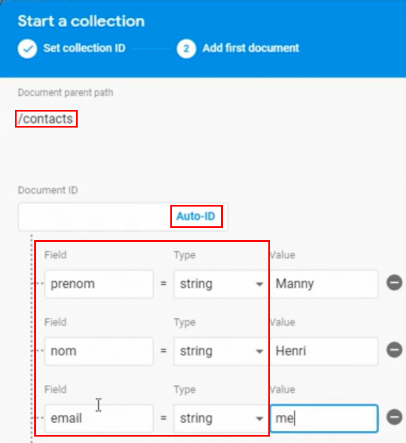 Start a collection
Set collection ID 2 Add first document
Document parent path
/contacts
Document ID
Auto-ID
Field Type Value
prenom = string Manny
Field Type Value
nom = string Henri
Field Type Value
email = string me